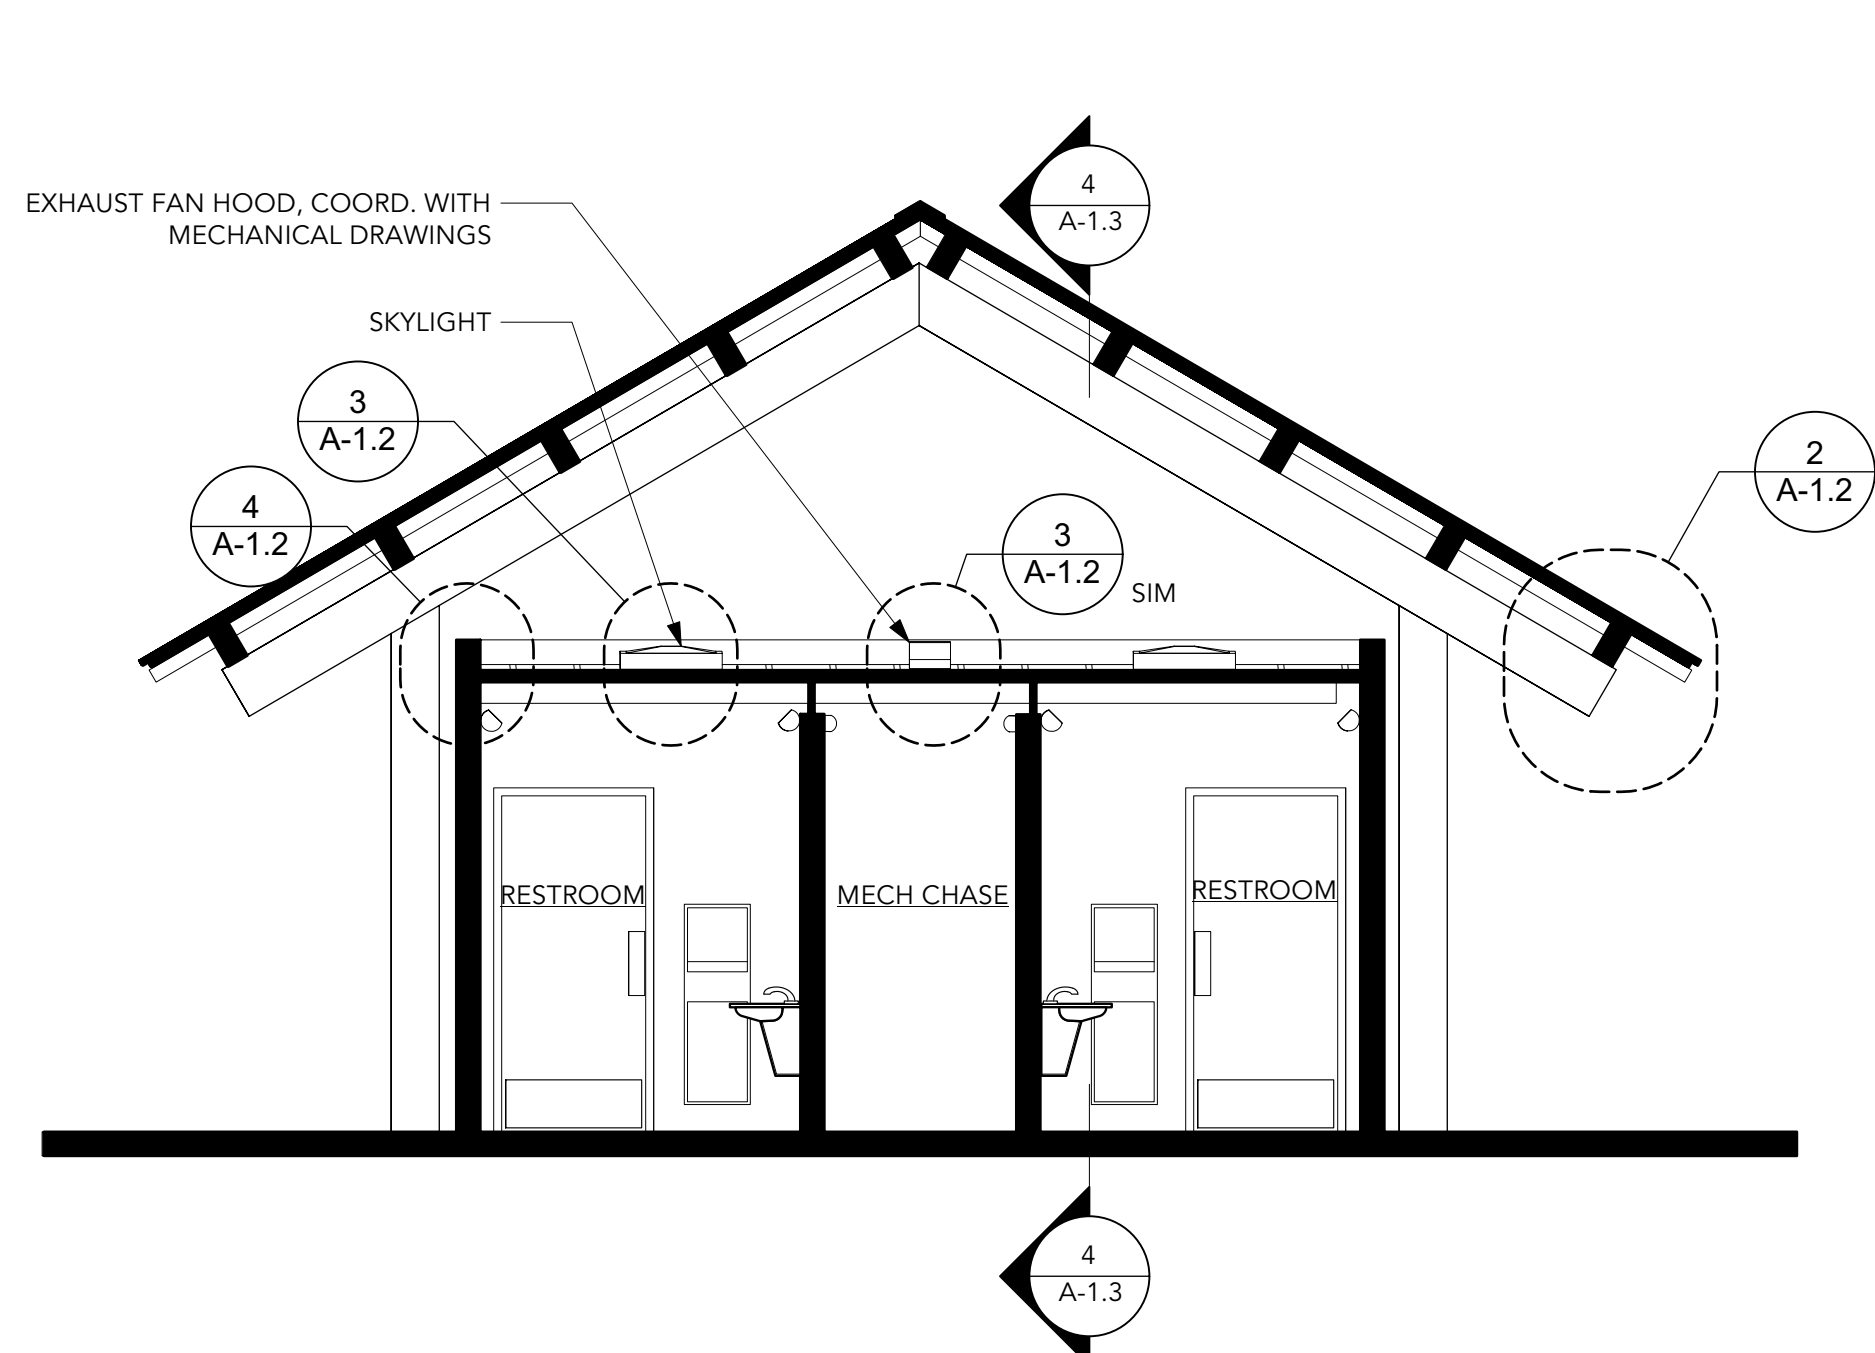 4
A-1.3
EXHAUST FAN HOOD, COORD. WITH
MECHANICAL DRAWINGS
SKYLIGHT
3
A-1.2
4
A-1.2
2
A-1.2
3
A-1.2
SIM
RESTROOM
MECH CHASE
RESTROOM
4
A-1.3